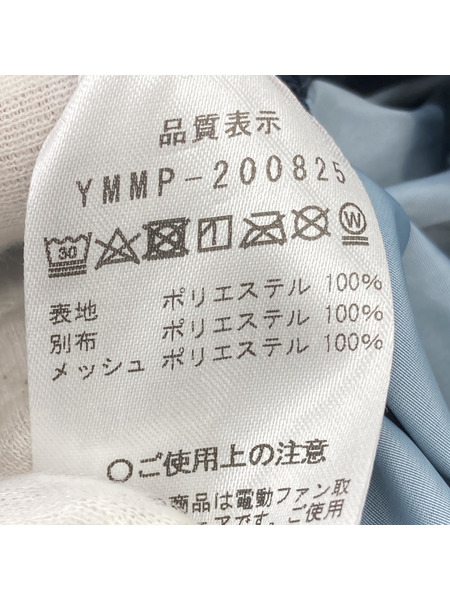 品質表示
YMMP-200825
30 W
表地 ポリエステル 100%
別布 ポリエステル 100%
メッシュ ポリエステル 100%
○ご使用上の注意
商品は電動ファン取
です。ご使用